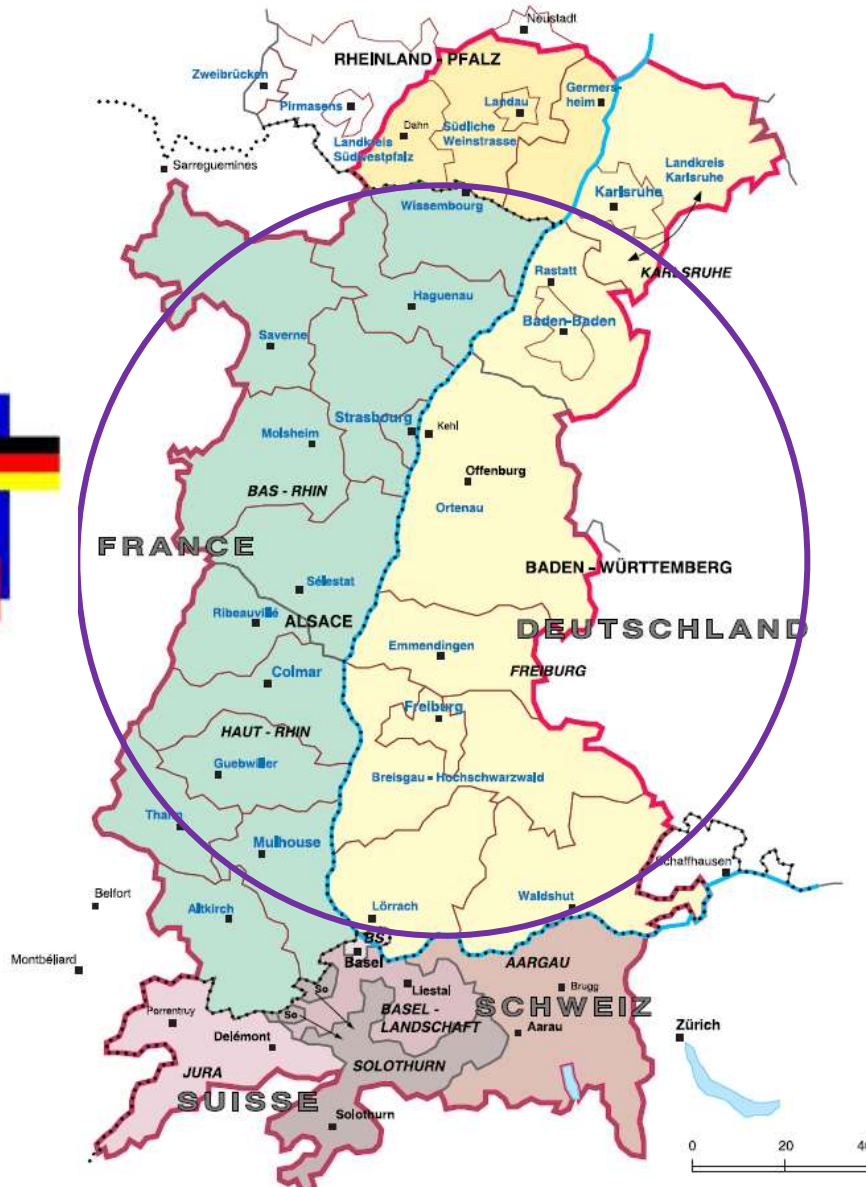 Neustadt
RHEINLAND - PFALZ
Zweibrücken
Pirmasens
Landau
Germers-
heim
Dahn
Südliche
Weinstrasse
Landkreis
Südwestpfalz
Sarreguemines
Landkreis
Karlsruhe
Karlsruhe
Wissembourg
KARLSRUHE
Rastatt
Haguenau
Baden-Baden
Saverne
Strasbourg
Kehl
Molsheim
Offenburg
BAS - RHIN
Ortenau
FRANCE
BADEN - WÜRTTEMBERG
Sélestat
Ribeauvillé
ALSACE
DEUTSCHLAND
Emmendingen
Colmar
FREIBURG
Freiburg
HAUT - RHIN
Guebwiller
Breisgau - Hochschwarzwald
Thann
Mulhouse
Schaffhausen
Belfort
Altkirch
Lörrach
Waldshut
BS
Basel
Montbéliard
AARGAU
Liestal
Brugg
So
BASEL -
LANDSCHAFT
SCHWEIZ
Porrentruy
So
Aarau
Zürich
Delémont
JURA
SOLOTHURN
SUISSE
Solothurn
0 20 40